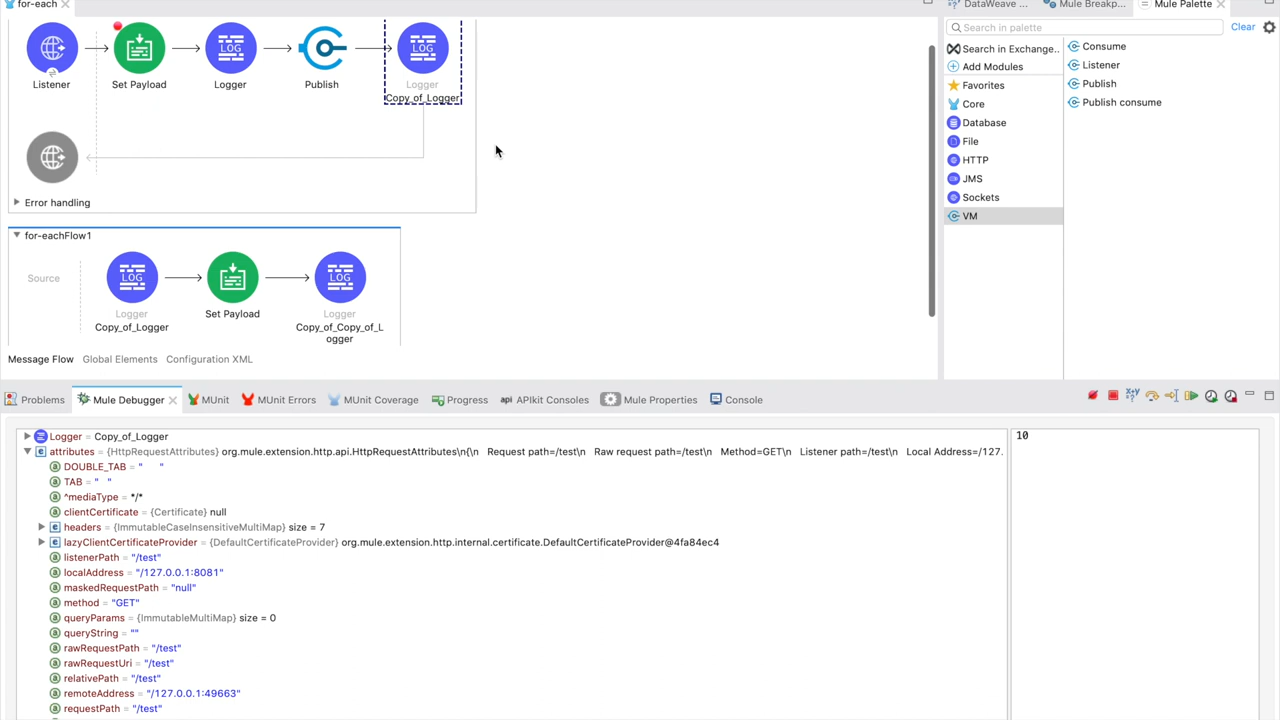 for-each
DataWeave ...
Mule Breakp...
Mule Palette
Search in palette
Clear
Search in Exchange..
Add Modules
Favorites
Core
Database
File
HTTP
JMS
Sockets
VM
Consume
Listener
Publish
Publish consume
LOG
LOG
Listener
Set Payload
Logger
Publish
Logger
Copy_of_Logger
Error handling
for-eachFlow1
Source
LOG
LOG
Logger
Copy_of_Logger
Set Payload
Logger
Copy_of_Copy_of_L
ogger
Message Flow
Global Elements
Configuration XML
Problems
Mule Debugger
MUnit
MUnit Errors
MUnit Coverage
Progress
API APIKit Consoles
Mule Properties
Console
Logger = Copy_of_Logger
attributes = {HttpRequestAttributes} org.mule.extension.http.api.HttpRequestAttributes\n{\n Request path=/test\n Raw request path=/test\n Method=GET\n Listener path=/test\n Local Address=/127.
DOUBLE_TAB = " "
TAB = " "
^mediaType = */*
clientCertificate = {Certificate} null
headers = {ImmutableCaseInsensitiveMultiMap} size = 7
lazyClientCertificateProvider = {DefaultCertificateProvider} org.mule.extension.http.internal.certificate.DefaultCertificateProvider@4fa84ec4
listenerPath = "/test"
localAddress = "/127.0.0.1:8081"
maskedRequestPath = "null"
method = "GET"
queryParams = {ImmutableMultiMap} size = 0
queryString = ""
rawRequestPath = "/test"
rawRequestUri = "/test"
relativePath = "/test"
remoteAddress = "/127.0.0.1:49663"
requestPath = "/test"
10